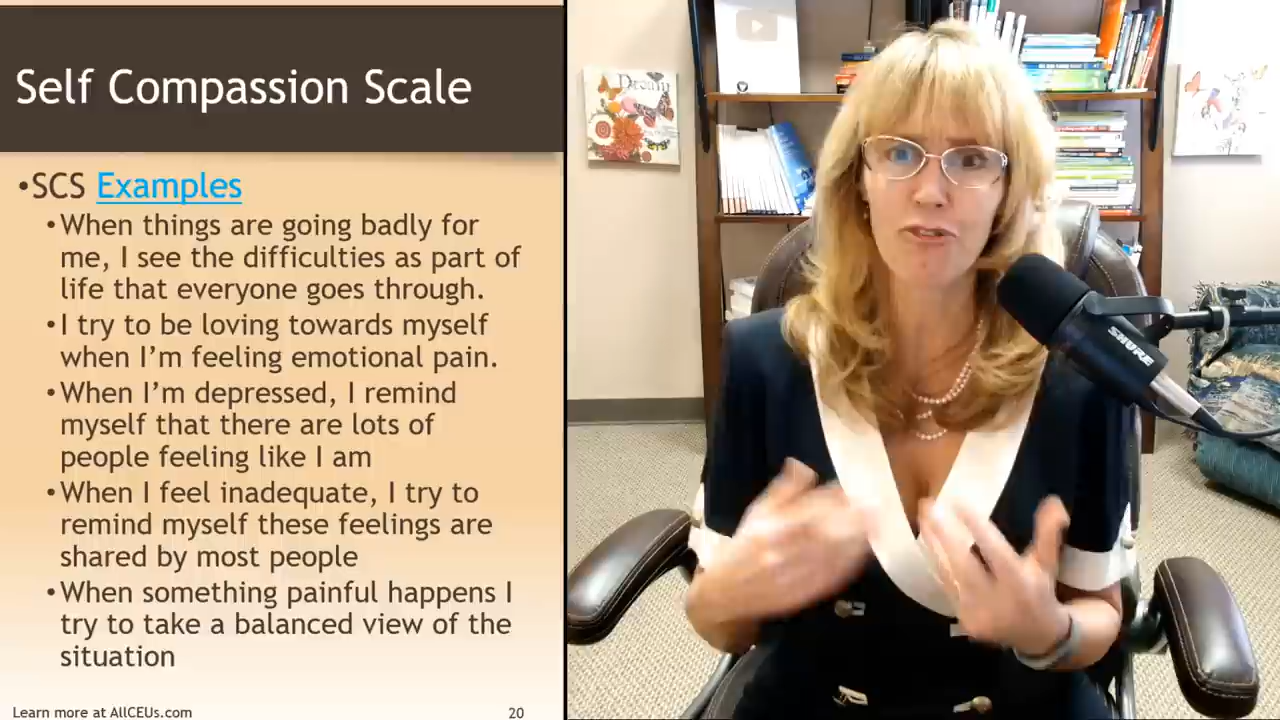 Self Compassion Scale
•SCS Examples
•When things are going badly for
me, I see the difficulties as part of
life that everyone goes through.
•I try to be loving towards myself
when I’m feeling emotional pain.
•When I’m depressed, I remind
myself that there are lots of
people feeling like I am
•When I feel inadequate, I try to
remind myself these feelings are
shared by most people
•When something painful happens I
try to take a balanced view of the
situation
Learn more at AllCEUs.com
20
Dream
SHURE